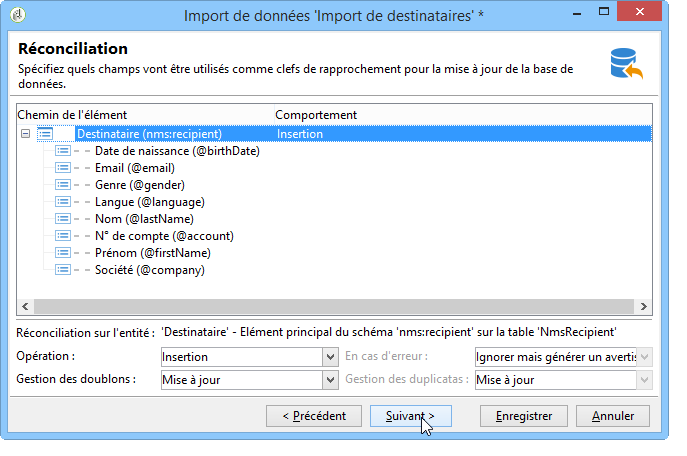 Import de données 'Import de destinataires' *
Réconciliation
Spécifiez quels champs vont être utilisés comme clefs de rapprochement pour la mise à jour de la base de
données.
Chemin de l'élément Comportement
Destinataire (nms:recipient) Insertion
Date de naissance (@birthDate)
Email (@email)
Genre (@gender)
Langue (@language)
Nom (@lastName)
N° de compte (@account)
Prénom (@firstName)
Société (@company)
Réconciliation sur l'entité : 'Destinataire' - Elément principal du schéma 'nms:recipient' sur la table 'NmsRecipient'
Opération : Insertion En cas d'erreur : Ignorer mais générer un avertis
Gestion des doublons : Mise à jour Gestion des duplicatas : Mise à jour
< Précédent Suivant > Enregistrer Annuler